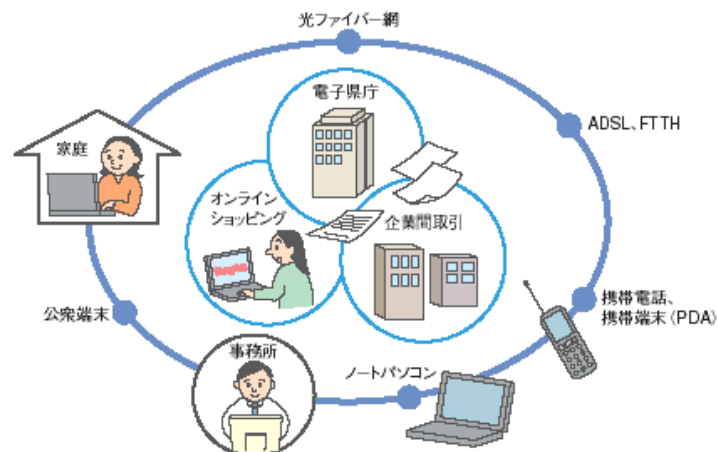 光ファイバー網
電子県庁
ADSL、FTTH
家庭
オンライン
ショッピング
企業間取引
公衆端末
携帯電話、
携帯端末(PDA)
事務所
ノートパソコン